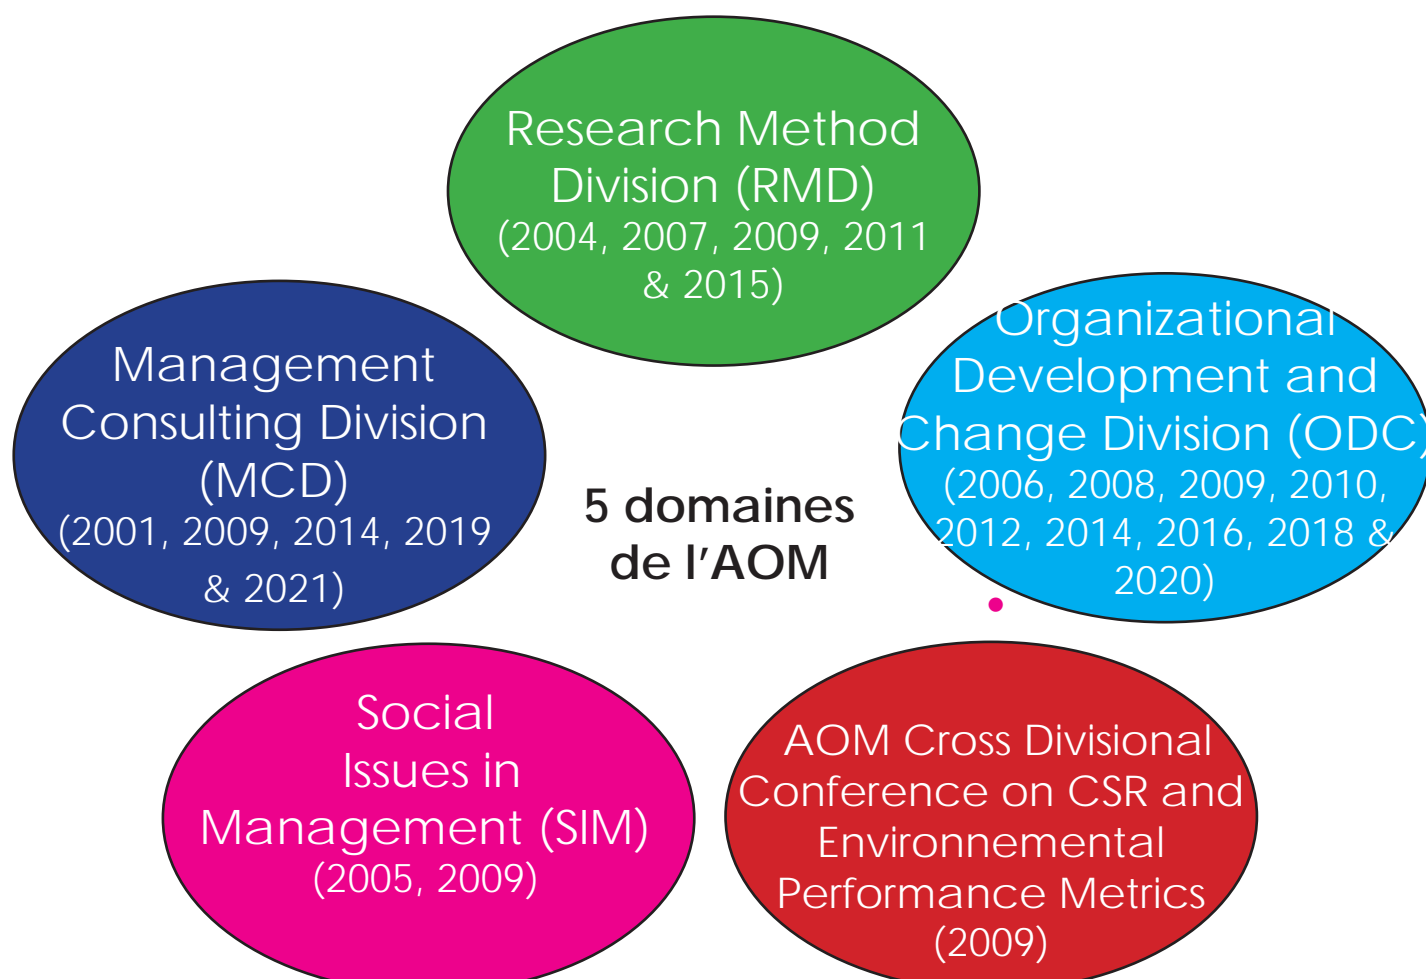 Research Method
Division (RMD)
(2004, 2007, 2009, 2011
& 2015)
Management
Consulting Division
(MCD)
(2001, 2009, 2014, 2019
& 2021)
Organizational
Development and
Change Division (ODC)
(2006, 2008, 2009, 2010,
2012, 2014, 2016, 2018 &
2020)
5 domaines
de l'AOM
Social
Issues in
Management (SIM)
(2005, 2009)
AOM Cross Divisional
Conference on CSR and
Environnemental
Performance Metrics
(2009)